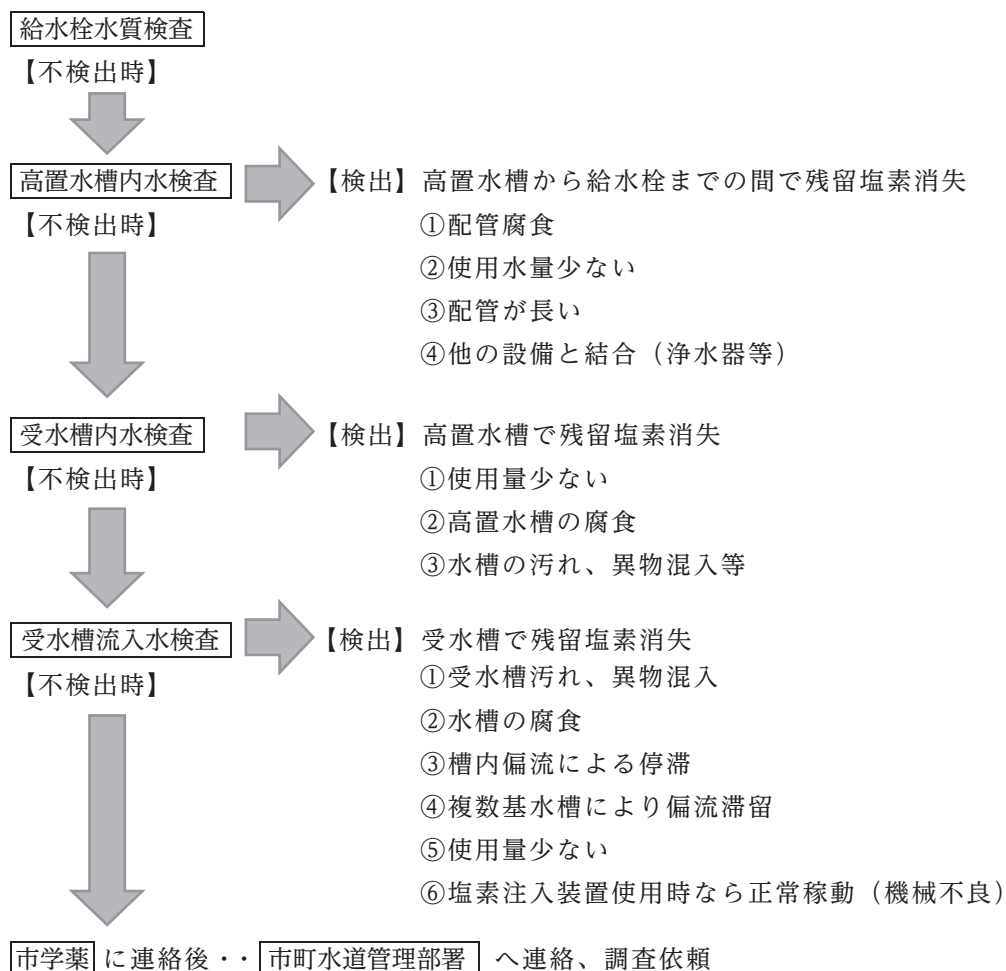 給水栓水質検査
【不検出時】
高置水槽内水検査 【検出】高置水槽から給水栓までの間で残留塩素消失
【不検出時】 ①配管腐食
②使用水量少ない
③配管が長い
④他の設備と結合（浄水器等）
受水槽内水検査 【検出】高置水槽で残留塩素消失
【不検出時】 ①使用量少ない
②高置水槽の腐食
③水槽の汚れ、異物混入等
受水槽流入水検査 【検出】受水槽で残留塩素消失
【不検出時】 ①受水槽汚れ、異物混入
②水槽の腐食
③槽内偏流による停滞
④複数基水槽により偏流滞留
⑤使用量少ない
⑥塩素注入装置使用時なら正常稼動（機械不良）
市学薬に連絡後・・市町水道管理部署へ連絡、調査依頼